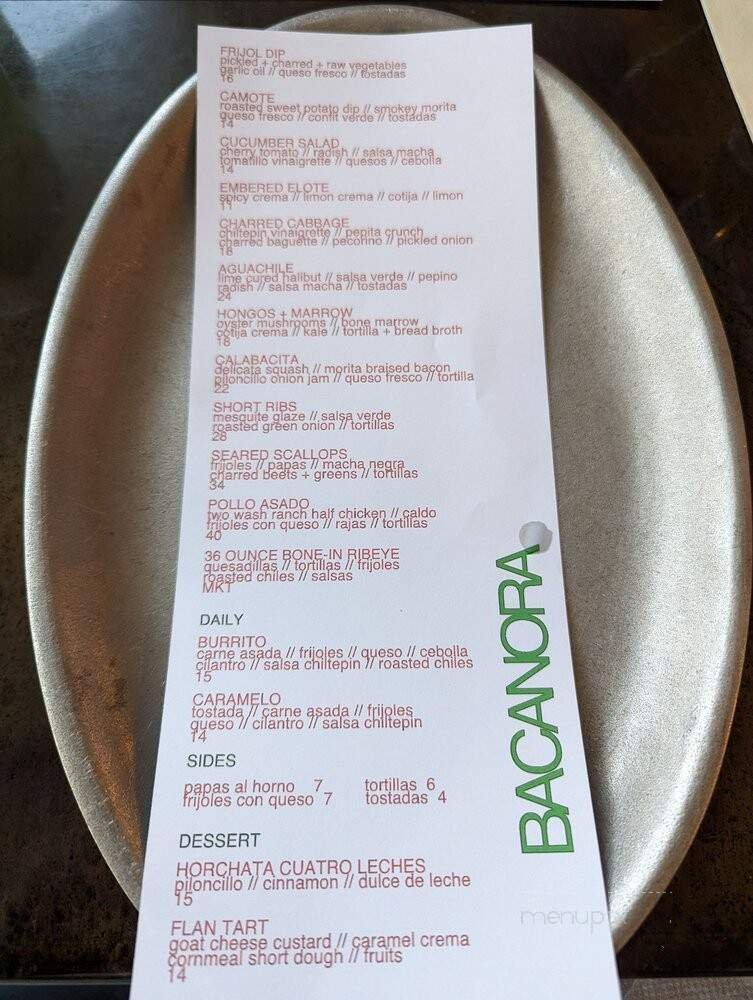 FRIJOL DIP
pickled + charred + raw vegetables
garlic oil // queso fresco // tostadas
16
CAMOTE
roasted sweet potato dip // smokey morita
queso fresco // confit verde // tostadas
14
CUCUMBER SALAD
cherry tomato // radish // salsa macha
tomatillo vinaigrette // quesos // cebolla
14
EMBERED ELOTE
spicy crema // limon crema // cotija // limon
11
CHARRED CABBAGE
chiltepin vinaigrette // pepita crunch
charred baguette // pecorino // pickled onion
18
AGUACHILE
lime cured halibut // salsa verde // pepino
radish // salsa macha // tostadas
24
HONGOS + MARROW
oyster mushrooms // bone marrow
cotija crema // kale // tortilla + bread broth
18
CALABACITA
delicata squash // morita braised bacon
piloncillo onion jam // queso fresco // tortilla
22
SHORT RIBS
mesquite glaze // salsa verde
roasted green onion // tortillas
28
SEARED SCALLOPS
frijoles // papas // macha negra
charred beets + greens // tortillas
34
POLLO ASADO
two wash ranch half chicken // caldo
frijoles con queso // rajas // tortillas
40
36 OUNCE BONE-IN RIBEYE
quesadillas // tortillas // frijoles
roasted chiles // salsas
MKT
DAILY
BURRITO
carne asada // frijoles // queso // cebolla
cilantro // salsa chiltepin // roasted chiles
15
CARAMELO
tostada // carne asada // frijoles
queso // cilantro // salsa chiltepin
14
SIDES
papas al horno 7 tortillas 6
frijoles con queso 7 tostadas 4
DESSERT
HORCHATA CUATRO LECHES
piloncillo // cinnamon // dulce de leche
15
FLAN TART
goat cheese custard // caramel crema
cornmeal short dough // fruits
14
BACANORA
menup